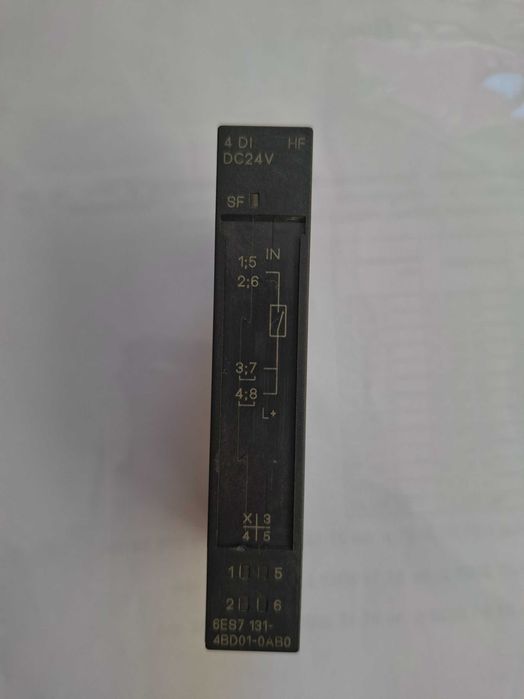 4 DI HF
DC24V
SF
IN
1;5
2;6
3;7
4;8
L+
X 3
4 5
1 5
2 6
6ES7 131-
4BD01-0AB0